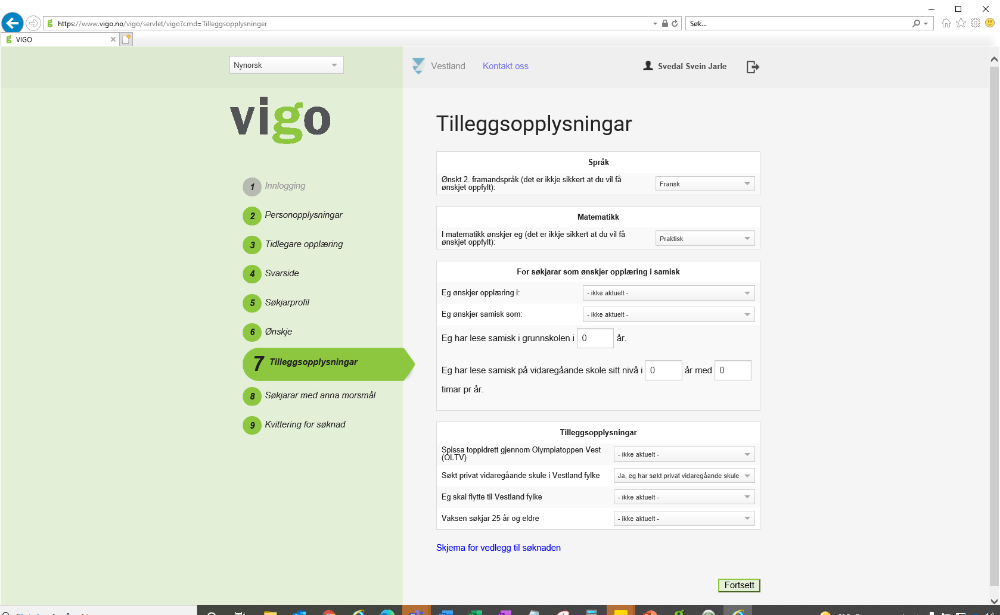 https://www.vigo.no/vigo/servlet/vigo?cmd=Tilleggsopplysninger
Søk...
VIGO
Nynorsk
Vestland
Kontakt oss
Svedal Svein Jarle
vigo
1 Innlogging
2 Personopplysningar
3 Tidlegare opplæring
4 Svarside
5 Søkjarprofil
6 Ønskje
7 Tilleggsopplysningar
8 Søkjarar med anna morsmål
9 Kvittering for søknad
Tilleggsopplysningar
Språk
Ønskt 2. framandspråk (det er ikkje sikkert at du vil få
ønskjet oppfylt):
Fransk
Matematikk
I matematikk ønskjer eg (det er ikkje sikkert at du vil få
ønskjet oppfylt):
Praktisk
For søkjarar som ønskjer opplæring i samisk
Eg ønskjer opplæring i: - ikke aktuelt -
Eg ønskjer samisk som: - ikke aktuelt -
Eg har lese samisk i grunnskolen i 0 år.
Eg har lese samisk på vidaregåande skole sitt nivå i 0 år med 0
timar pr år.
Tilleggsopplysningar
Spissa toppidrett gjennom Olympiatoppen Vest
(OLTV)
- ikke aktuelt -
Søkt privat vidaregåande skule i Vestland fylke Ja, eg har søkt privat vidaregåande skule
Eg skal flytte til Vestland fylke - ikke aktuelt -
Vaksen søkjar 25 år og eldre - ikke aktuelt -
Skjema for vedlegg til søknaden
Fortsett